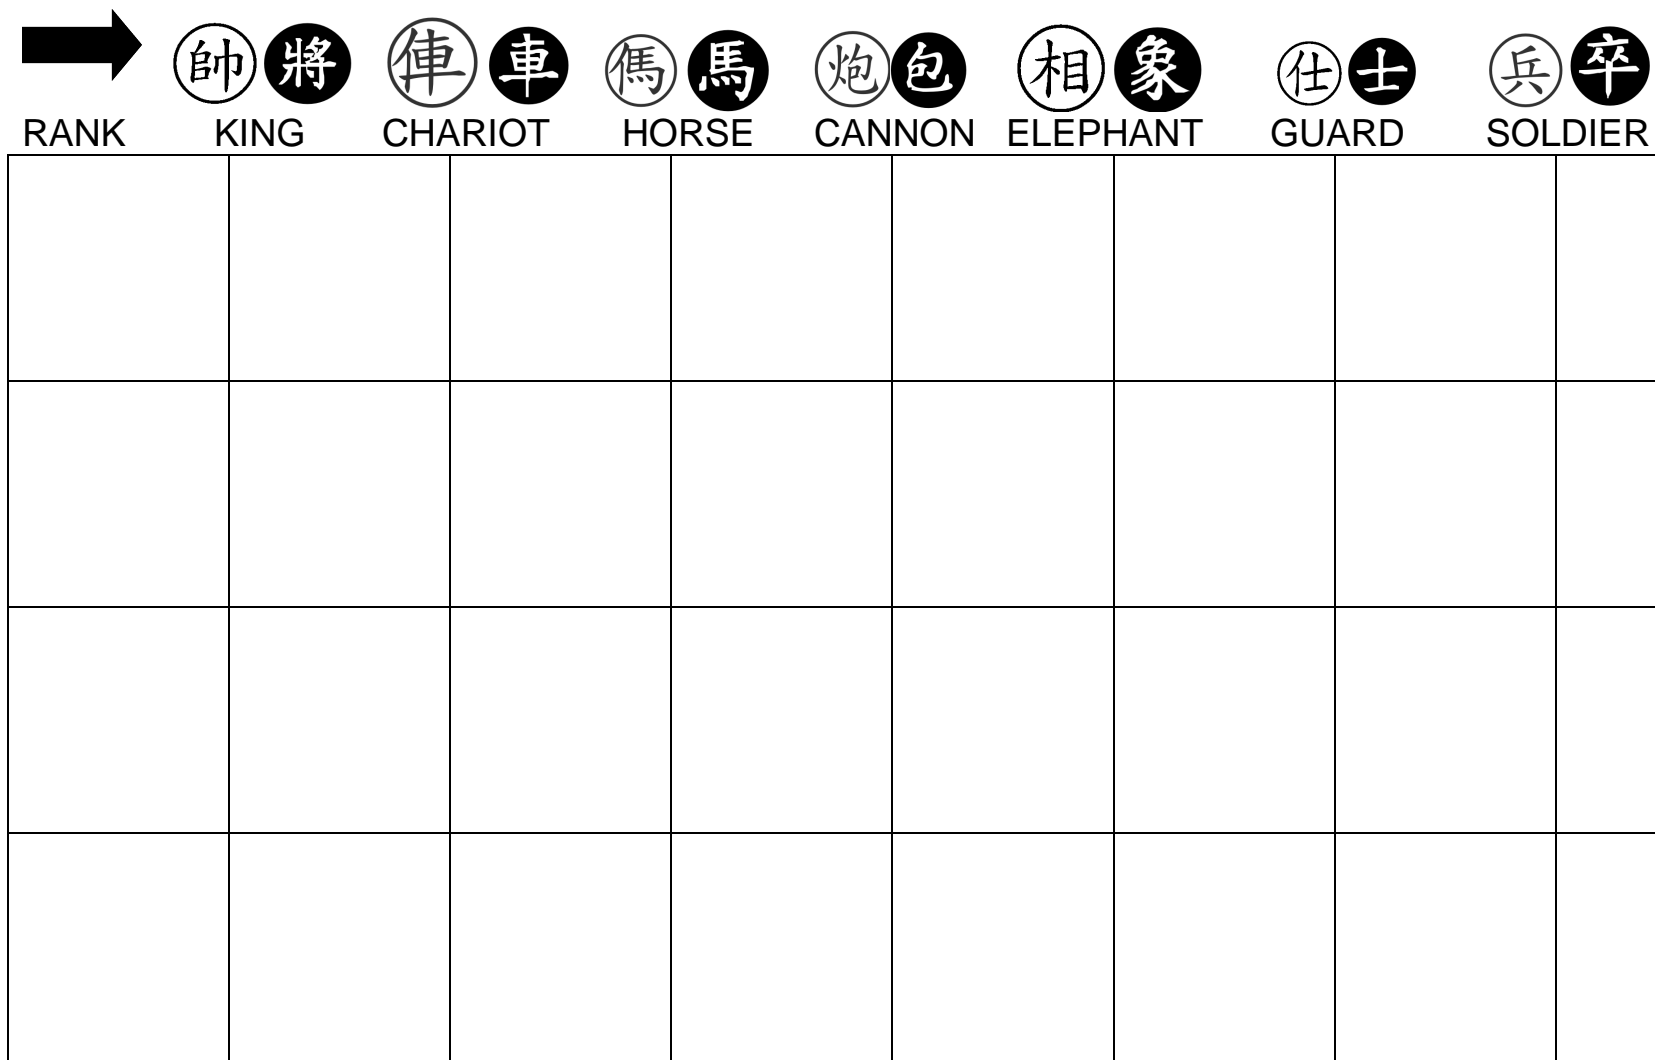 帥 將 俥 車 傌 馬 炮 包 相 象 仕 士 兵 卒
RANK KING CHARIOT HORSE CANNON ELEPHANT GUARD SOLDIER